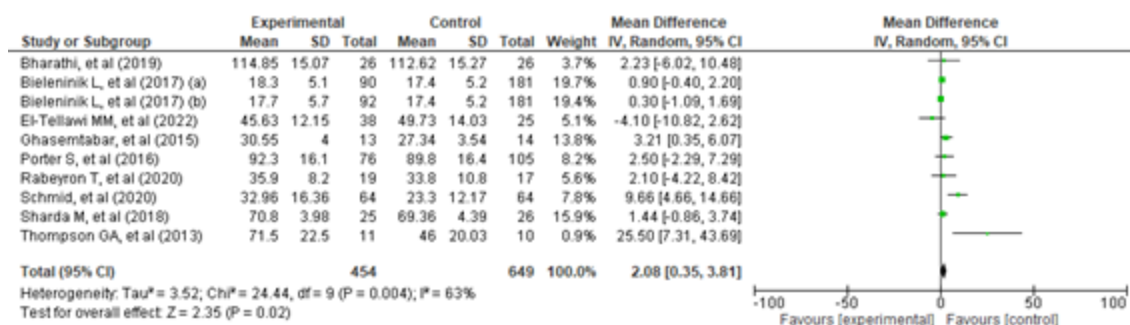 Experimental Control Mean Difference Mean Difference
Study or Subgroup Mean SD Total Mean SD Total Weight IV, Random, 95% CI IV, Random, 95% CI
Bharathi, et al (2019) 114.85 15.07 26 112.62 15.27 26 3.7% 2.23 [-6.02, 10.48]
Bieleninik L, et al (2017) (a) 18.3 5.1 90 17.4 5.2 181 19.7% 0.90 [-0.40, 2.20]
Bieleninik L, et al (2017) (b) 17.7 5.7 92 17.4 5.2 181 19.4% 0.30 [-1.09, 1.69]
El-Tellawi MM, et al (2022) 45.63 12.15 38 49.73 14.03 25 5.2% -4.10 [-10.82, 2.62]
Ghasemtabar, et al (2015) 30.55 4 13 27.34 3.54 14 13.8% 3.21 [0.35, 6.07]
Porter S, et al (2016) 92.3 16.1 76 89.8 16.4 105 8.2% 2.50 [-2.29, 7.29]
Rabeyron T, et al (2020) 35.9 8.2 19 33.8 10.8 17 5.7% 2.10 [-4.22, 8.42]
Schmid, et al (2020) 32.96 16.36 64 23.3 12.17 64 7.8% 9.66 [4.66, 14.66]
Sharda M, et al (2018) 70.8 3.98 25 69.36 4.39 26 15.9% 1.44 [-0.86, 3.74]
Thompson GA, et al (2013) 71.5 22.5 11 46 20.03 10 0.9% 25.50 [7.31, 43.69]
Total (95% CI) 454 649 100.0% 2.08 [0.35, 3.81]
Heterogeneity: Tau² = 3.52; Chi² = 24.44, df = 9 (P = 0.004); I² = 63%
Test for overall effect: Z = 2.35 (P = 0.02)
-100 -50 0 50 100
Favours [experimental] Favours [control]